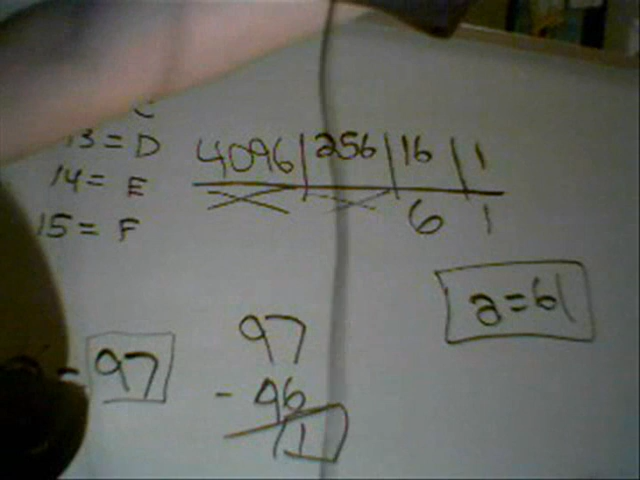 C
13 = D
14 = E
15 = F
4096 | 256 | 16 | 1
6 1
a = 61
= 97
97
- 96
1